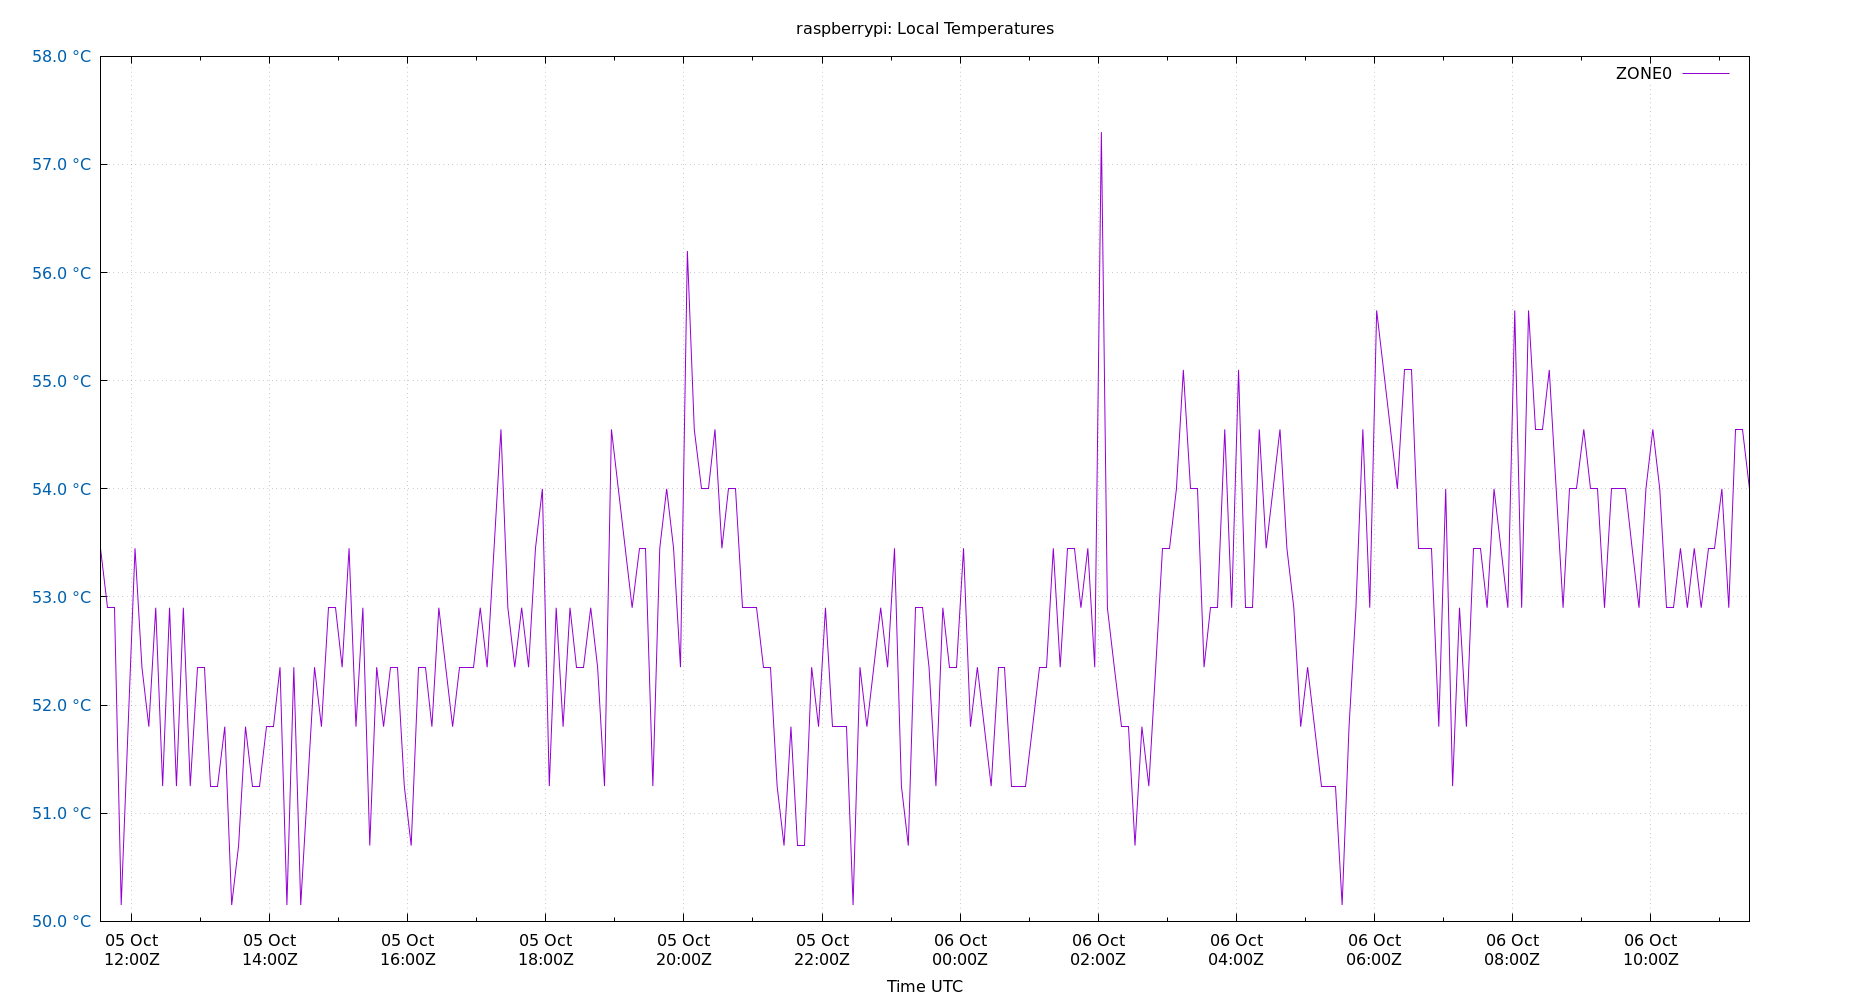 raspberrypi: Local Temperatures
58.0 °C
ZONE0
57.0 °C
56.0 °C
55.0 °C
54.0 °C
53.0 °C
52.0 °C
51.0 °C
50.0 °C
05 Oct 05 Oct 05 Oct 05 Oct 05 Oct 05 Oct 06 Oct 06 Oct 06 Oct 06 Oct 06 Oct 06 Oct
12:00Z 14:00Z 16:00Z 18:00Z 20:00Z 22:00Z 00:00Z 02:00Z 04:00Z 06:00Z 08:00Z 10:00Z
Time UTC